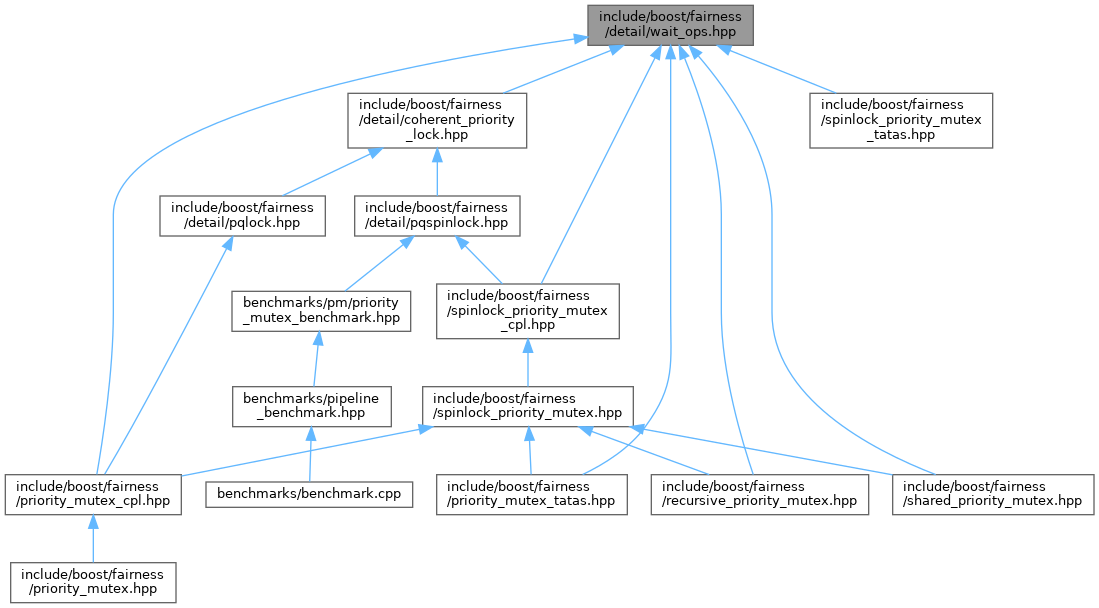 include/boost/fairness
/detail/wait_ops.hpp
include/boost/fairness
/detail/coherent_priority
_lock.hpp
include/boost/fairness
/spinlock_priority_mutex
_tatas.hpp
include/boost/fairness
/detail/pqlock.hpp
include/boost/fairness
/detail/pqspinlock.hpp
benchmarks/pm/priority
_mutex_benchmark.hpp
include/boost/fairness
/spinlock_priority_mutex
_cpl.hpp
benchmarks/pipeline
_benchmark.hpp
include/boost/fairness
/spinlock_priority_mutex.hpp
include/boost/fairness
/priority_mutex_cpl.hpp
benchmarks/benchmark.cpp
include/boost/fairness
/priority_mutex_tatas.hpp
include/boost/fairness
/recursive_priority_mutex.hpp
include/boost/fairness
/shared_priority_mutex.hpp
include/boost/fairness
/priority_mutex.hpp